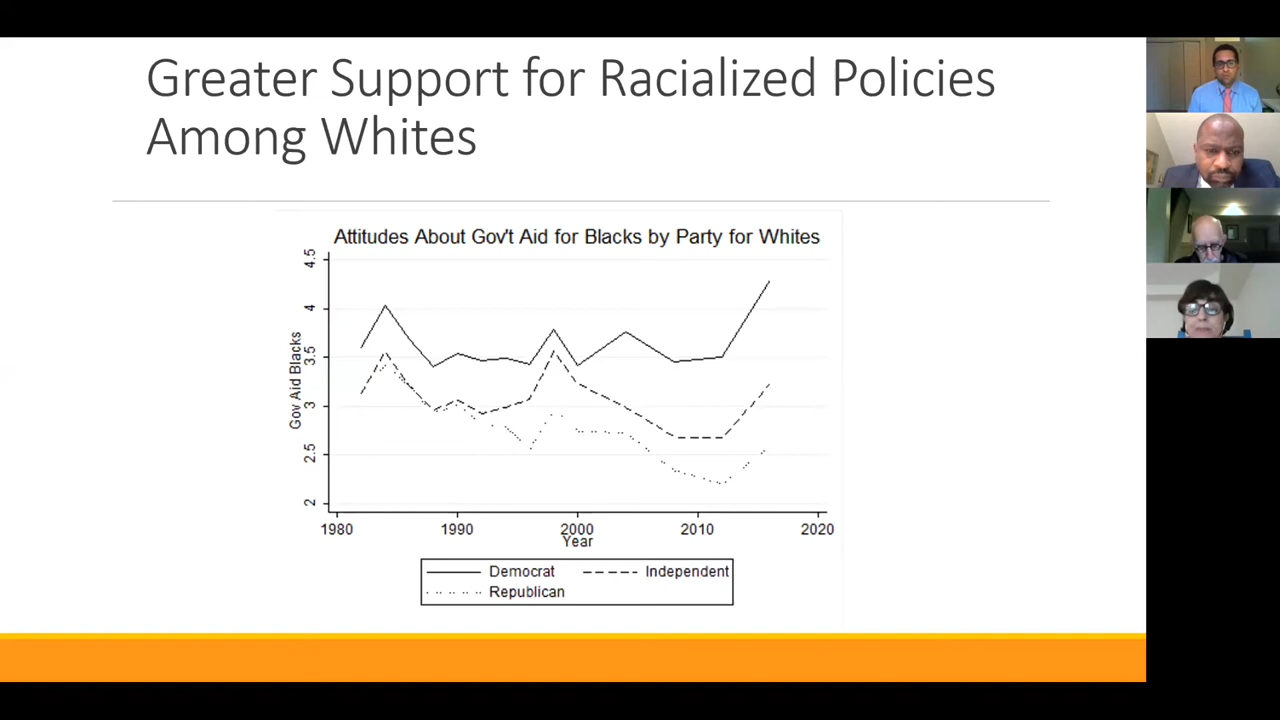 Greater Support for Racialized Policies
Among Whites
Attitudes About Gov't Aid for Blacks by Party for Whites
Gov Aid Blacks
4.5
4
3.5
3
2.5
2
1980 1990 2000 2010 2020
Year
Democrat Independent
Republican